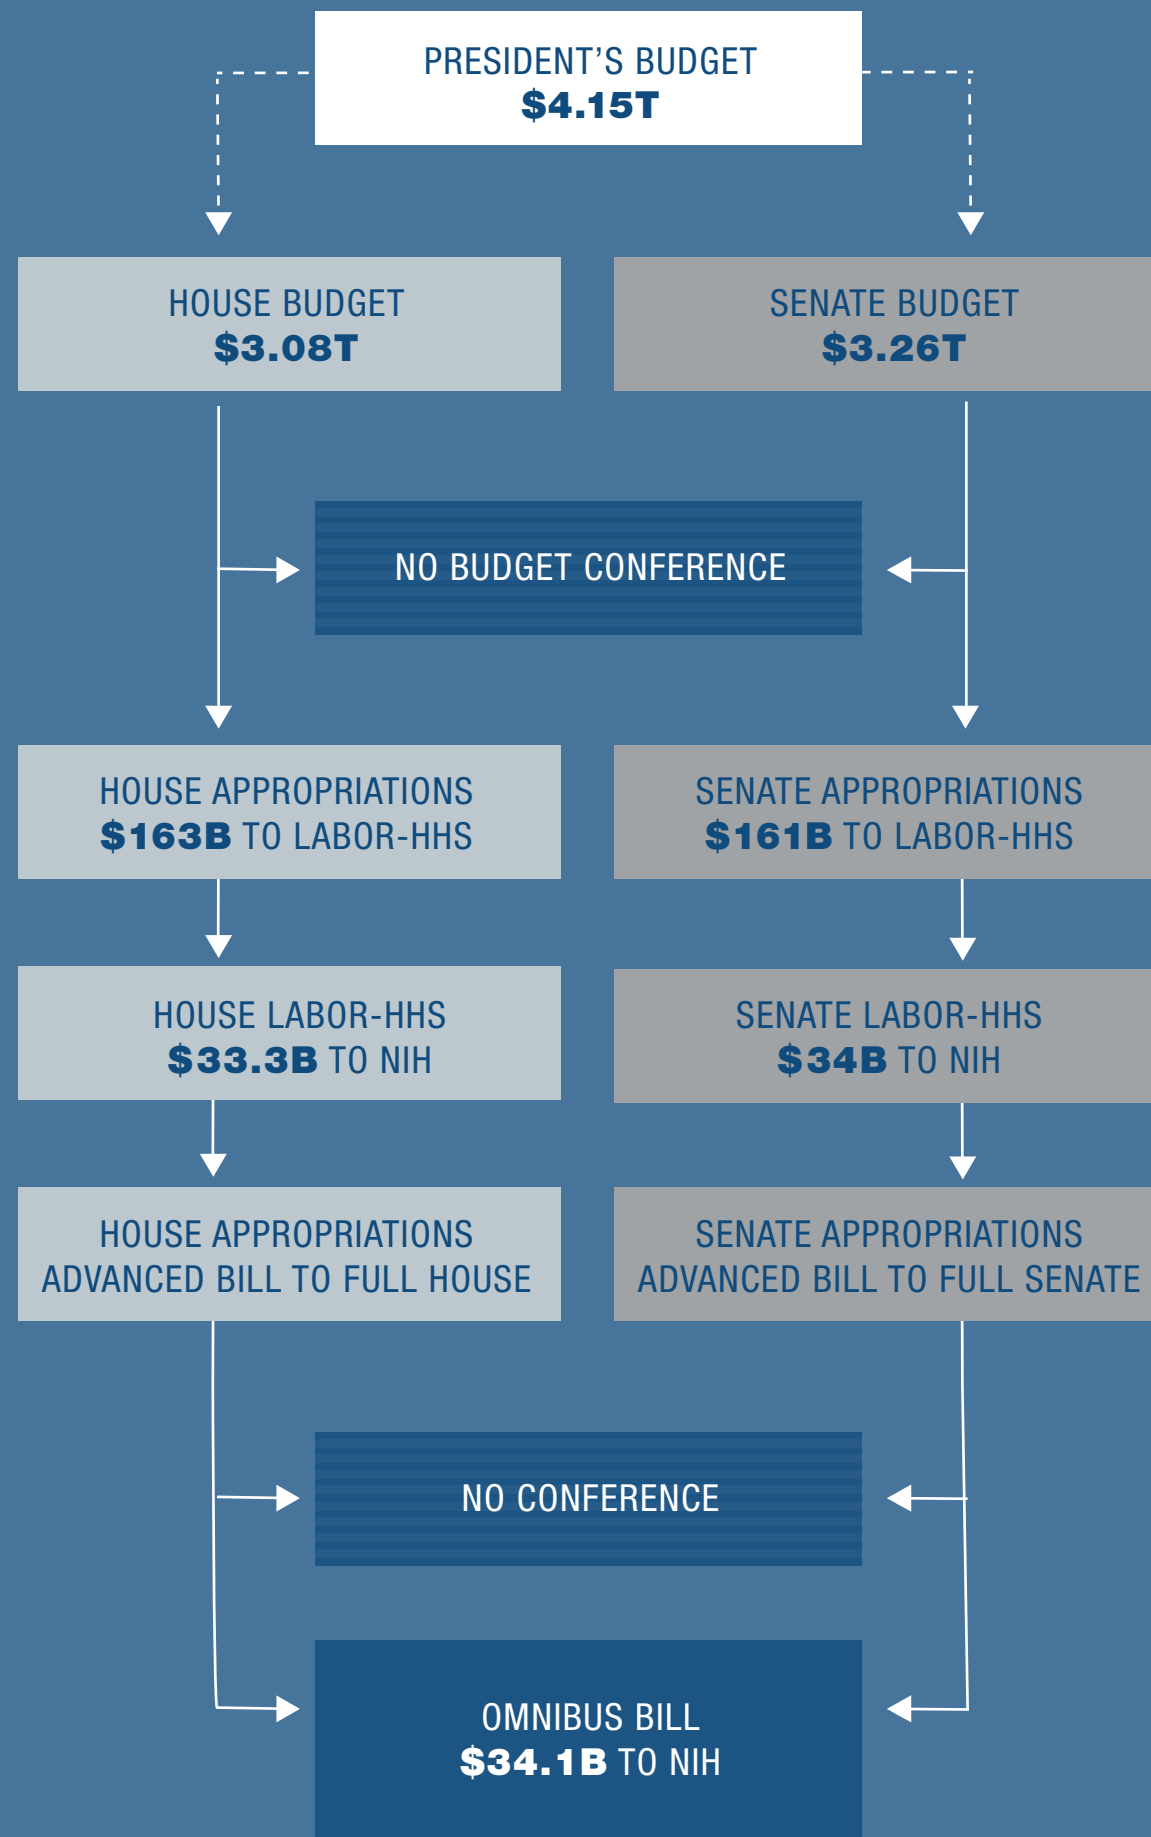 PRESIDENT’S BUDGET
$4.15T
HOUSE BUDGET
$3.08T
SENATE BUDGET
$3.26T
NO BUDGET CONFERENCE
HOUSE APPROPRIATIONS
$163B TO LABOR-HHS
SENATE APPROPRIATIONS
$161B TO LABOR-HHS
HOUSE LABOR-HHS
$33.3B TO NIH
SENATE LABOR-HHS
$34B TO NIH
HOUSE APPROPRIATIONS
ADVANCED BILL TO FULL HOUSE
SENATE APPROPRIATIONS
ADVANCED BILL TO FULL SENATE
NO CONFERENCE
OMNIBUS BILL
$34.1B TO NIH